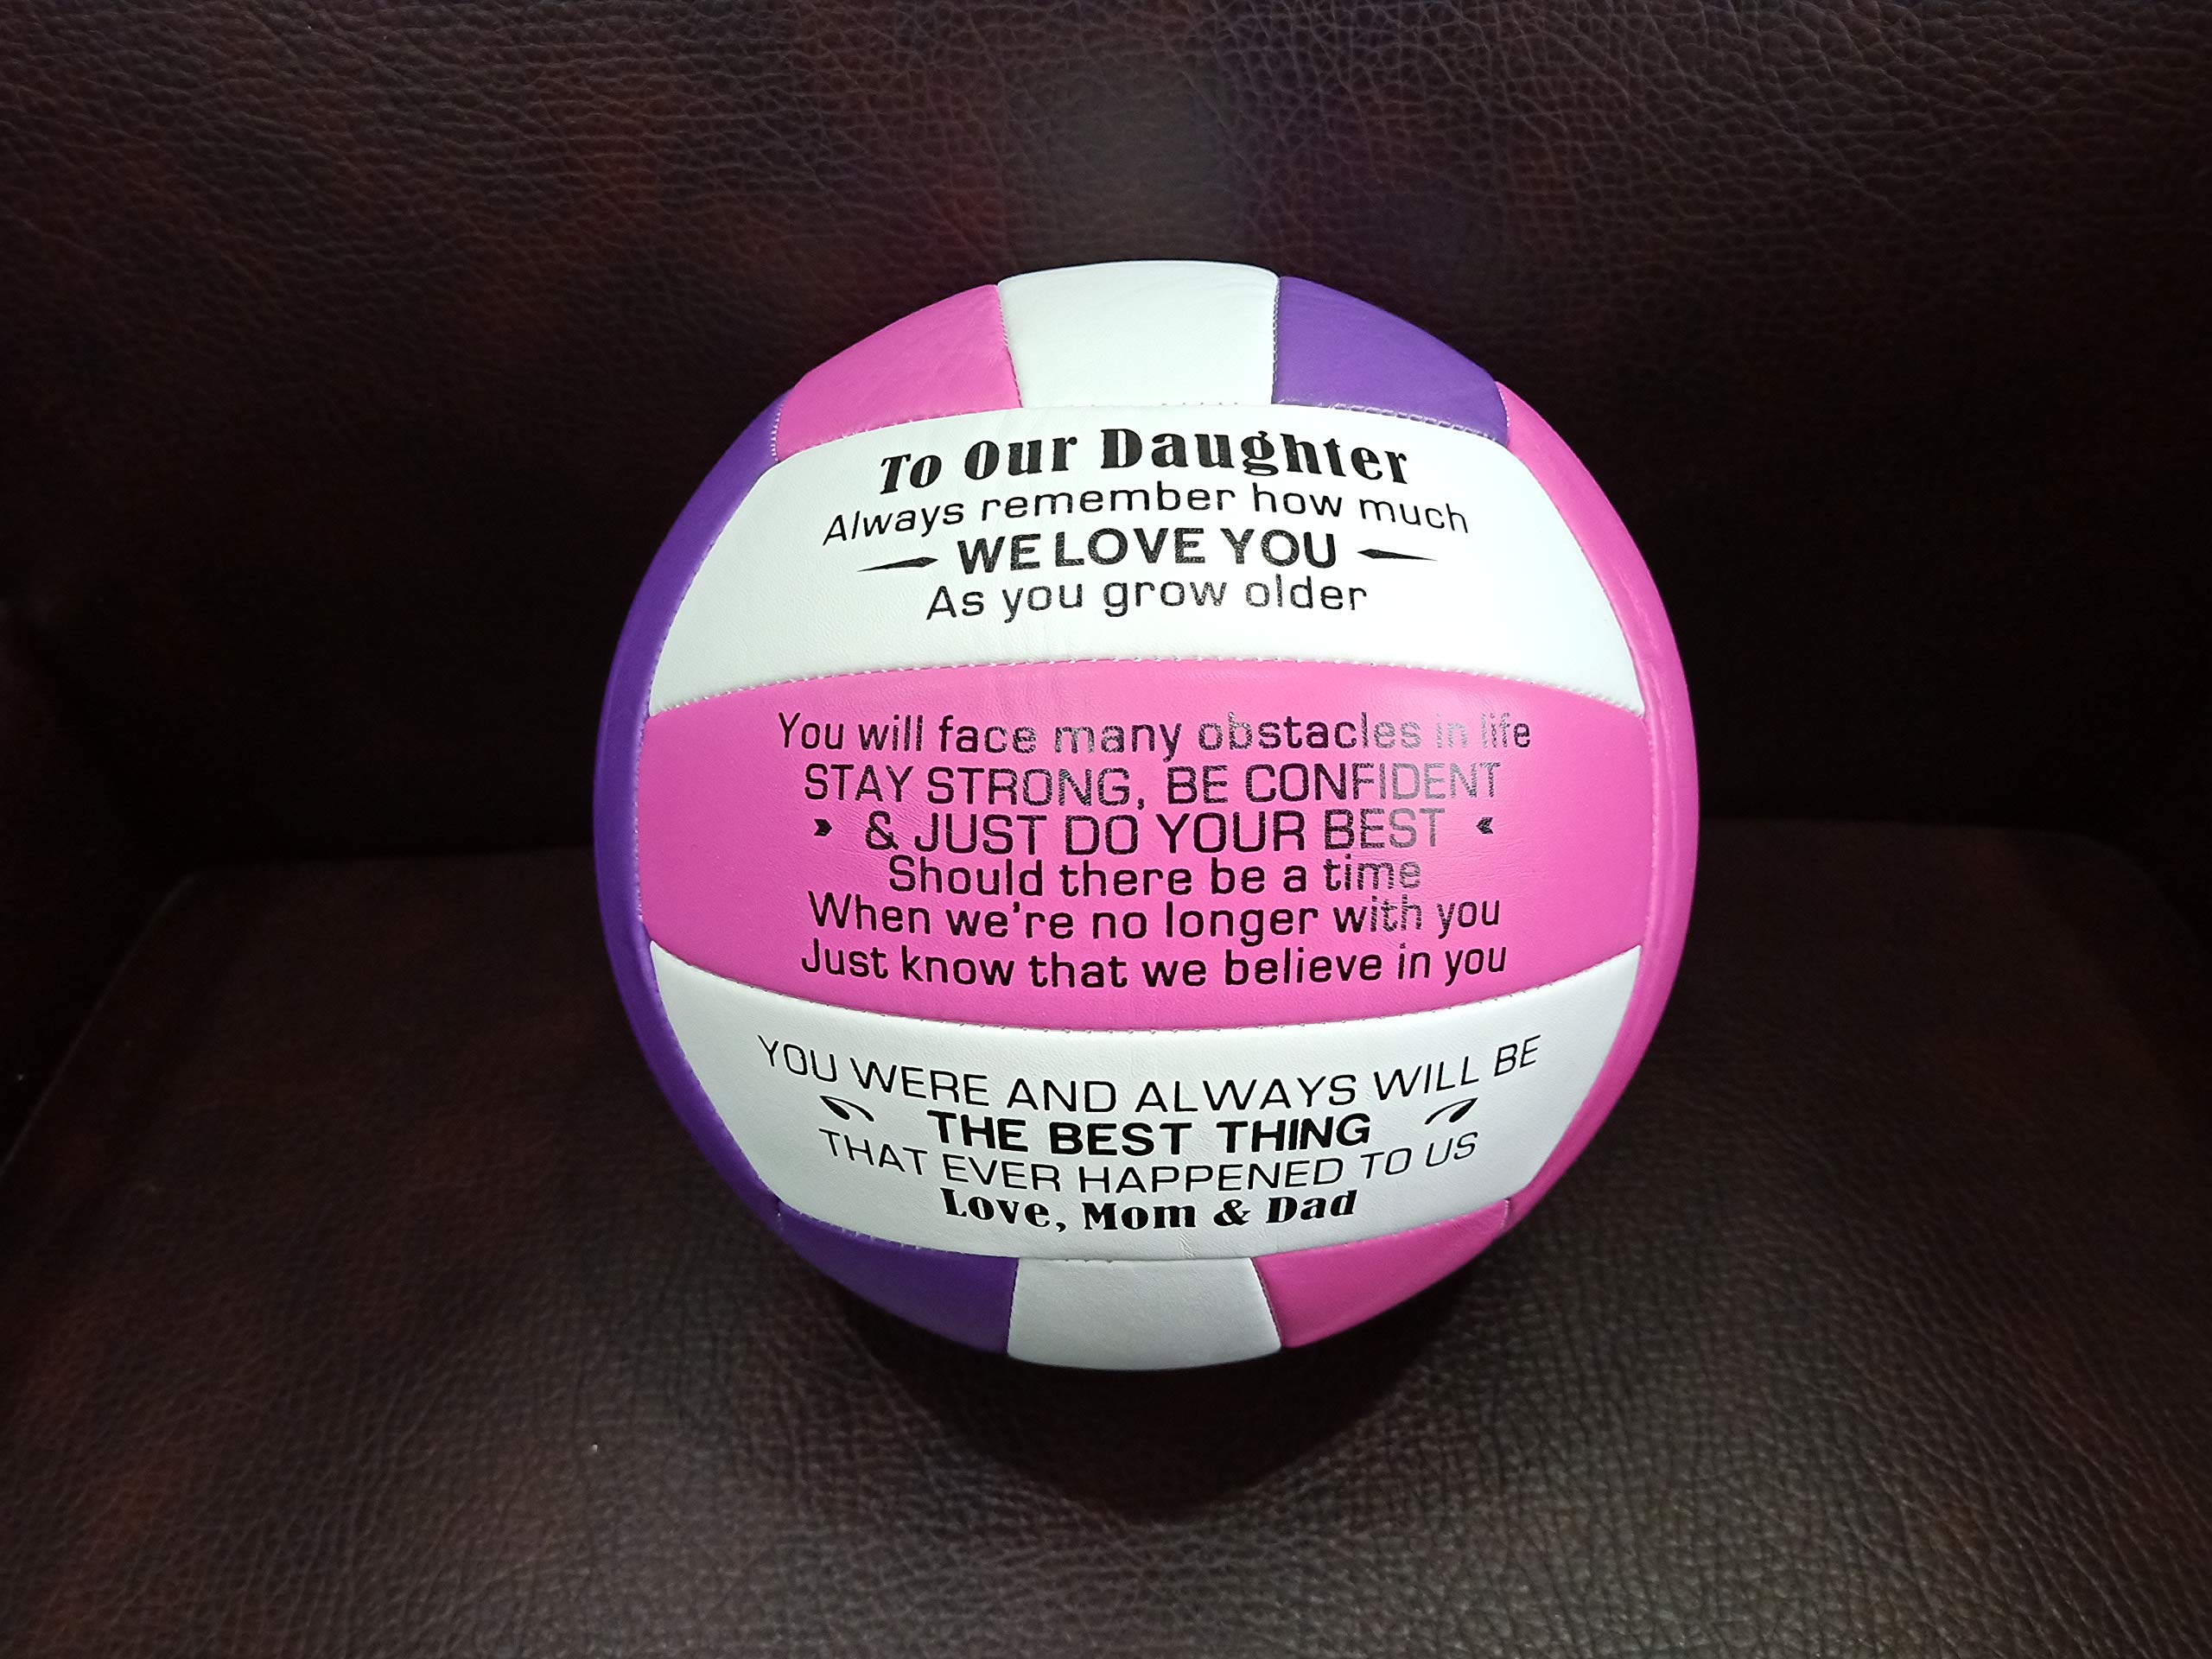 To Our Daughter
Always remember how much
WE LOVE YOU
As you grow older
You will face many obstacles in life
STAY STRONG, BE CONFIDENT
& JUST DO YOUR BEST
Should there be a time
When we're no longer with you
Just know that we believe in you
YOU WERE AND ALWAYS WILL BE
THE BEST THING
THAT EVER HAPPENED TO US
Love, Mom & Dad